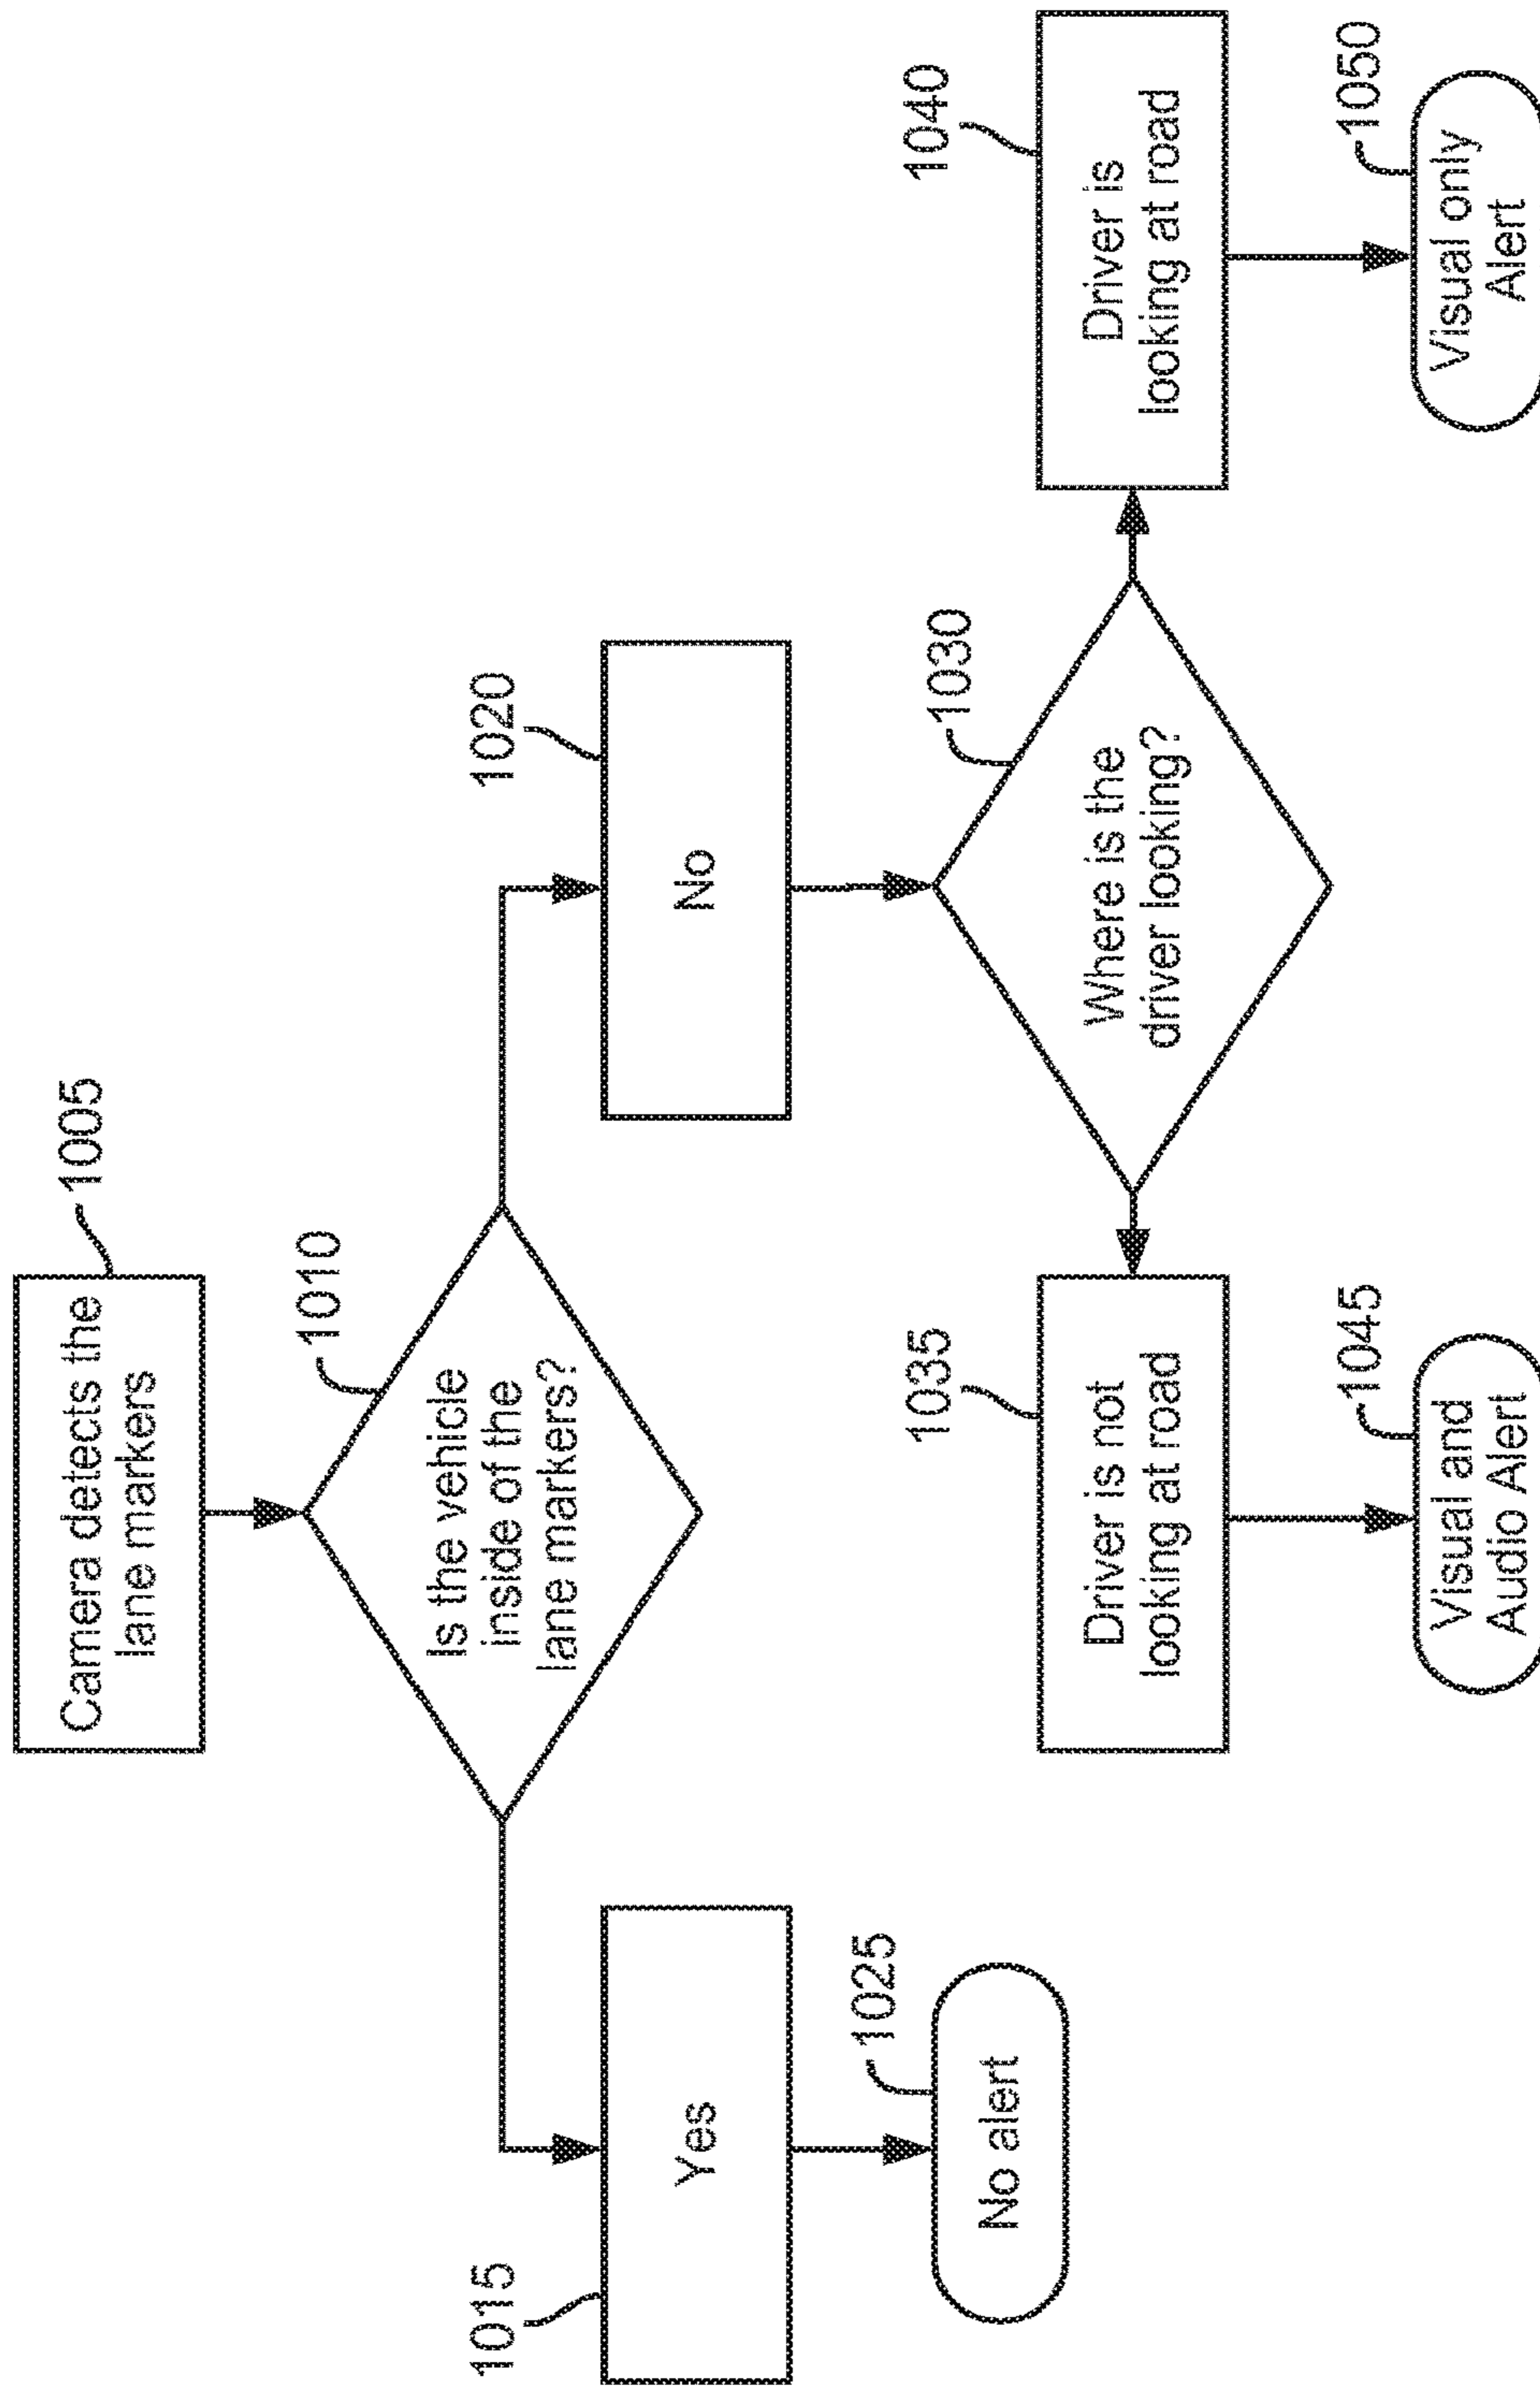 Camera detects the
lane markers
1005
Is the vehicle
inside of the
lane markers?
1010
1015
Yes
No
1020
1025
No alert
Where is the
driver looking?
1030
1035
Driver is not
looking at road
1040
Driver is
looking at road
Visual and
Audio Alert
1045
Visual only
Alert
1050